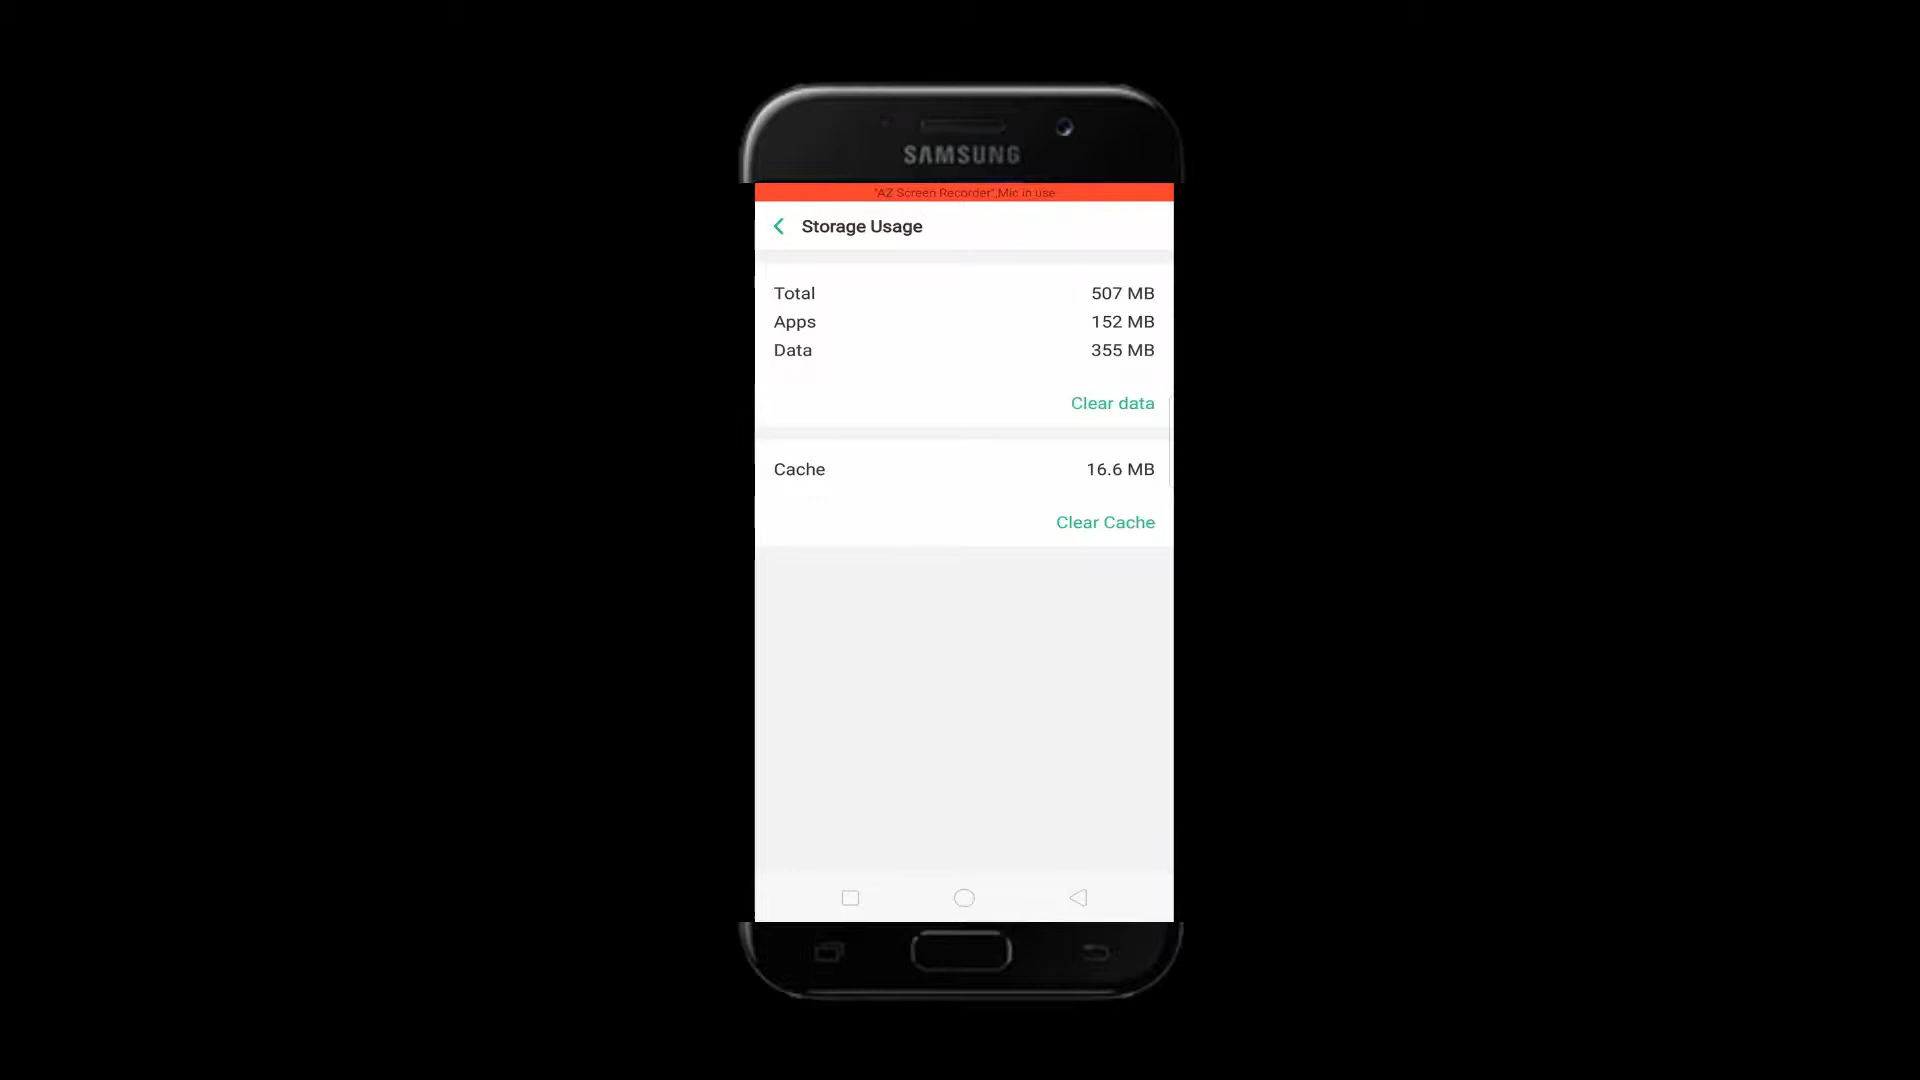 SAMSUNG
"AZ Screen Recorder",Mic in use
Storage Usage
Total 507 MB
Apps 152 MB
Data 355 MB
Clear data
Cache 16.6 MB
Clear Cache